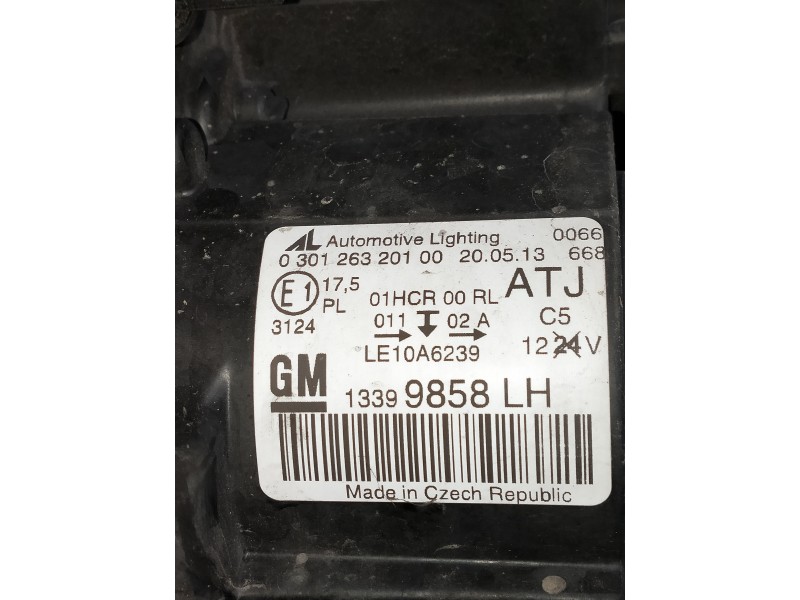 AL Automotive Lighting 0066
0 301 263 201 00 20.05.13 668
E1 17,5 PL 01HCR 00 RL ATJ
3124 011 02 A C5
LE10A6239 12 24 V
GM 1339 9858 LH
Made in Czech Republic